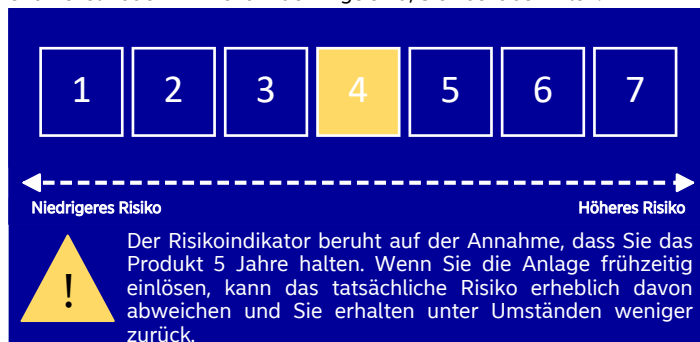 1 2 3 4 5 6 7
Niedrigeres Risiko Höheres Risiko
Der Risikoindikator beruht auf der Annahme, dass Sie das
! Produkt 5 Jahre halten. Wenn Sie die Anlage frühzeitig
einlösen, kann das tatsächliche Risiko erheblich davon
abweichen und Sie erhalten unter Umständen weniger
zurück.